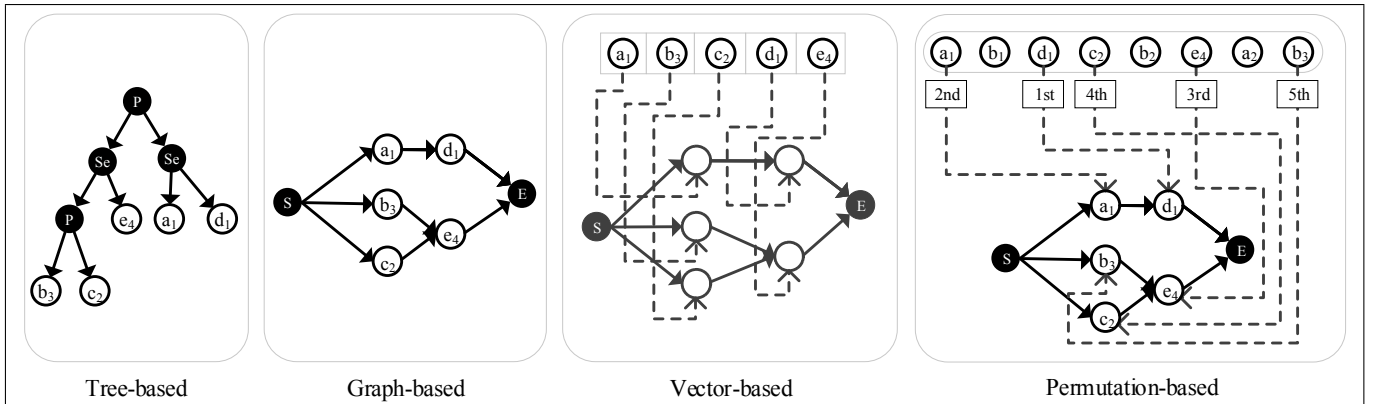 P
Se Se
P e4 a1 d1
b3 c2
Tree-based
a1 d1
S b3 E
c2 e4
Graph-based
a1 b3 c2 d1 e4
S E
Vector-based
a1 b1 d1 c2 b2 e4 a2 b3
2nd 1st 4th 3rd 5th
a1 d1
S b3 E
c2 e4
Permutation-based